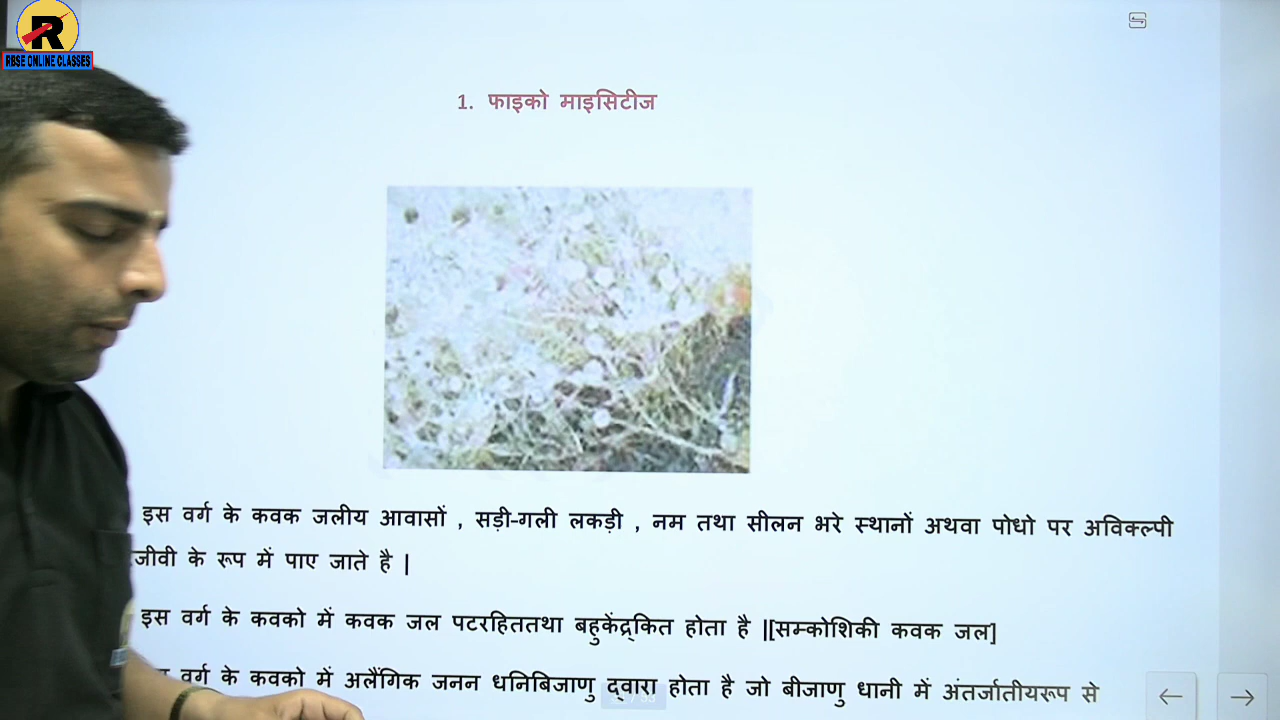 RBSE ONLINE CLASSES
1. फाइको माइसिटीज
इस वर्ग के कवक जलीय आवासों , सड़ी-गली लकड़ी , नम तथा सीलन भरे स्थानों अथवा पोधो पर अविक्ल्पी
जीवी के रूप में पाए जाते है |
इस वर्ग के कवको में कवक जल पटरहिततथा बहुकेंद्र्कित होता है |[सम्कोशिकी कवक जल]
वर्ग के कवको में अलैंगिक जनन धनिबिजाणु द्वारा होता है जो बीजाणु धानी में अंतर्जातीयरूप से